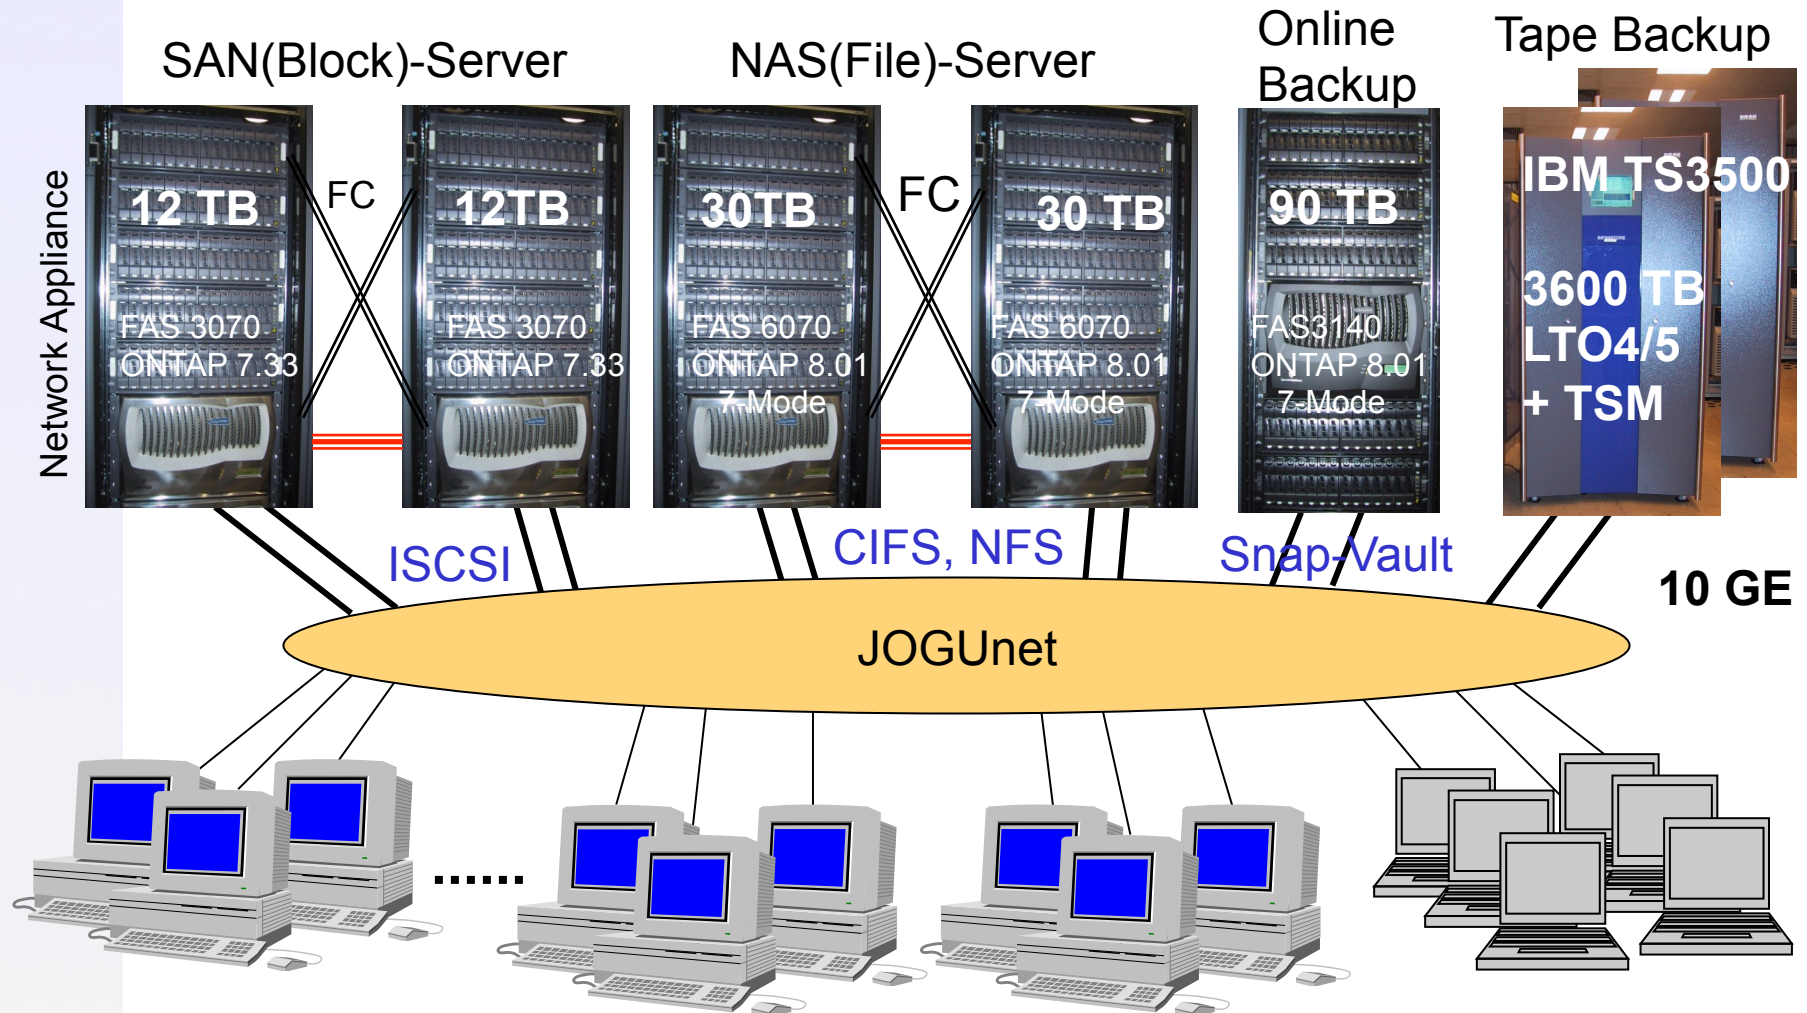 SAN(Block)-Server
NAS(File)-Server
Online
Backup
Tape Backup
Network Appliance
12 TB
FC
12TB
30TB
FC
30 TB
90 TB
IBM TS3500
3600 TB
LTO4/5
+ TSM
FAS 3070
ONTAP 7.33
FAS 3070
ONTAP 7.33
FAS 6070
ONTAP 8.01
7-Mode
FAS 6070
ONTAP 8.01
7-Mode
FAS3140
ONTAP 8.01
7-Mode
ISCSI
CIFS, NFS
Snap-Vault
10 GE
JOGUnet
......